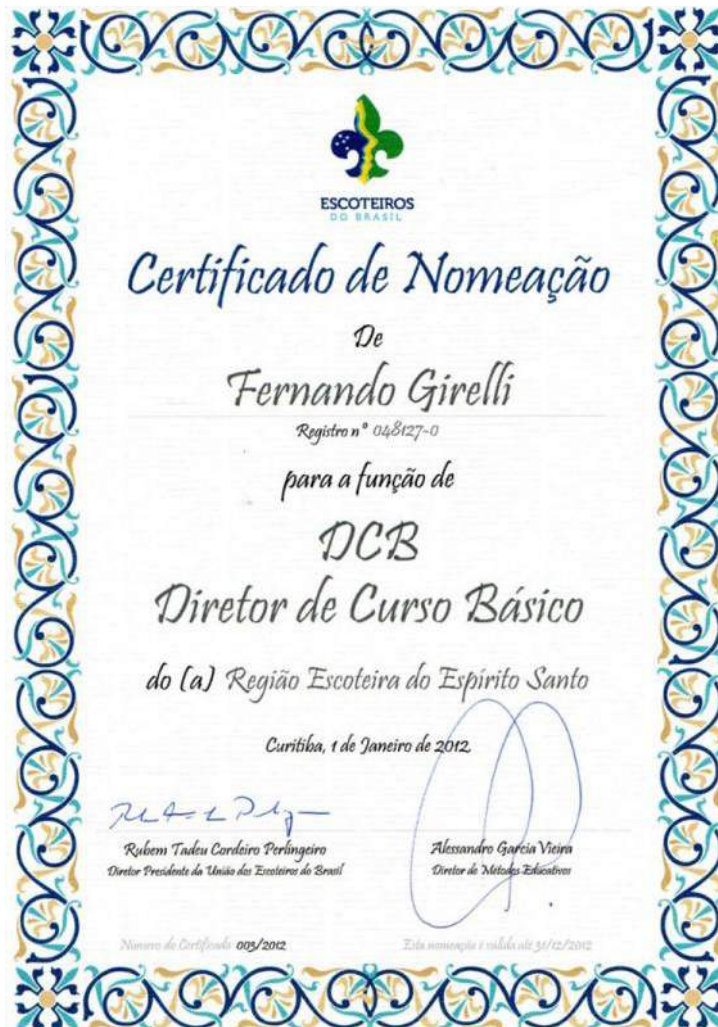 ESCOTEIROS
DO BRASIL
Certificado de Nomeação
De
Fernando Girelli
Registro nº 048127-0
para a função de
DCB
Diretor de Curso Básico
do (a) Região Escoteira do Espírito Santo
Curitiba, 1 de Janeiro de 2012,
Rubem Tadeu Cordeiro Perlingeiro
Diretor Presidente da União dos Escoteiros do Brasil
Alessandro Garcia Vieira
Diretor de Métodos Educativos
Numero do Certificado 003/2012
Esta nomeação é valida até 31/12/2012